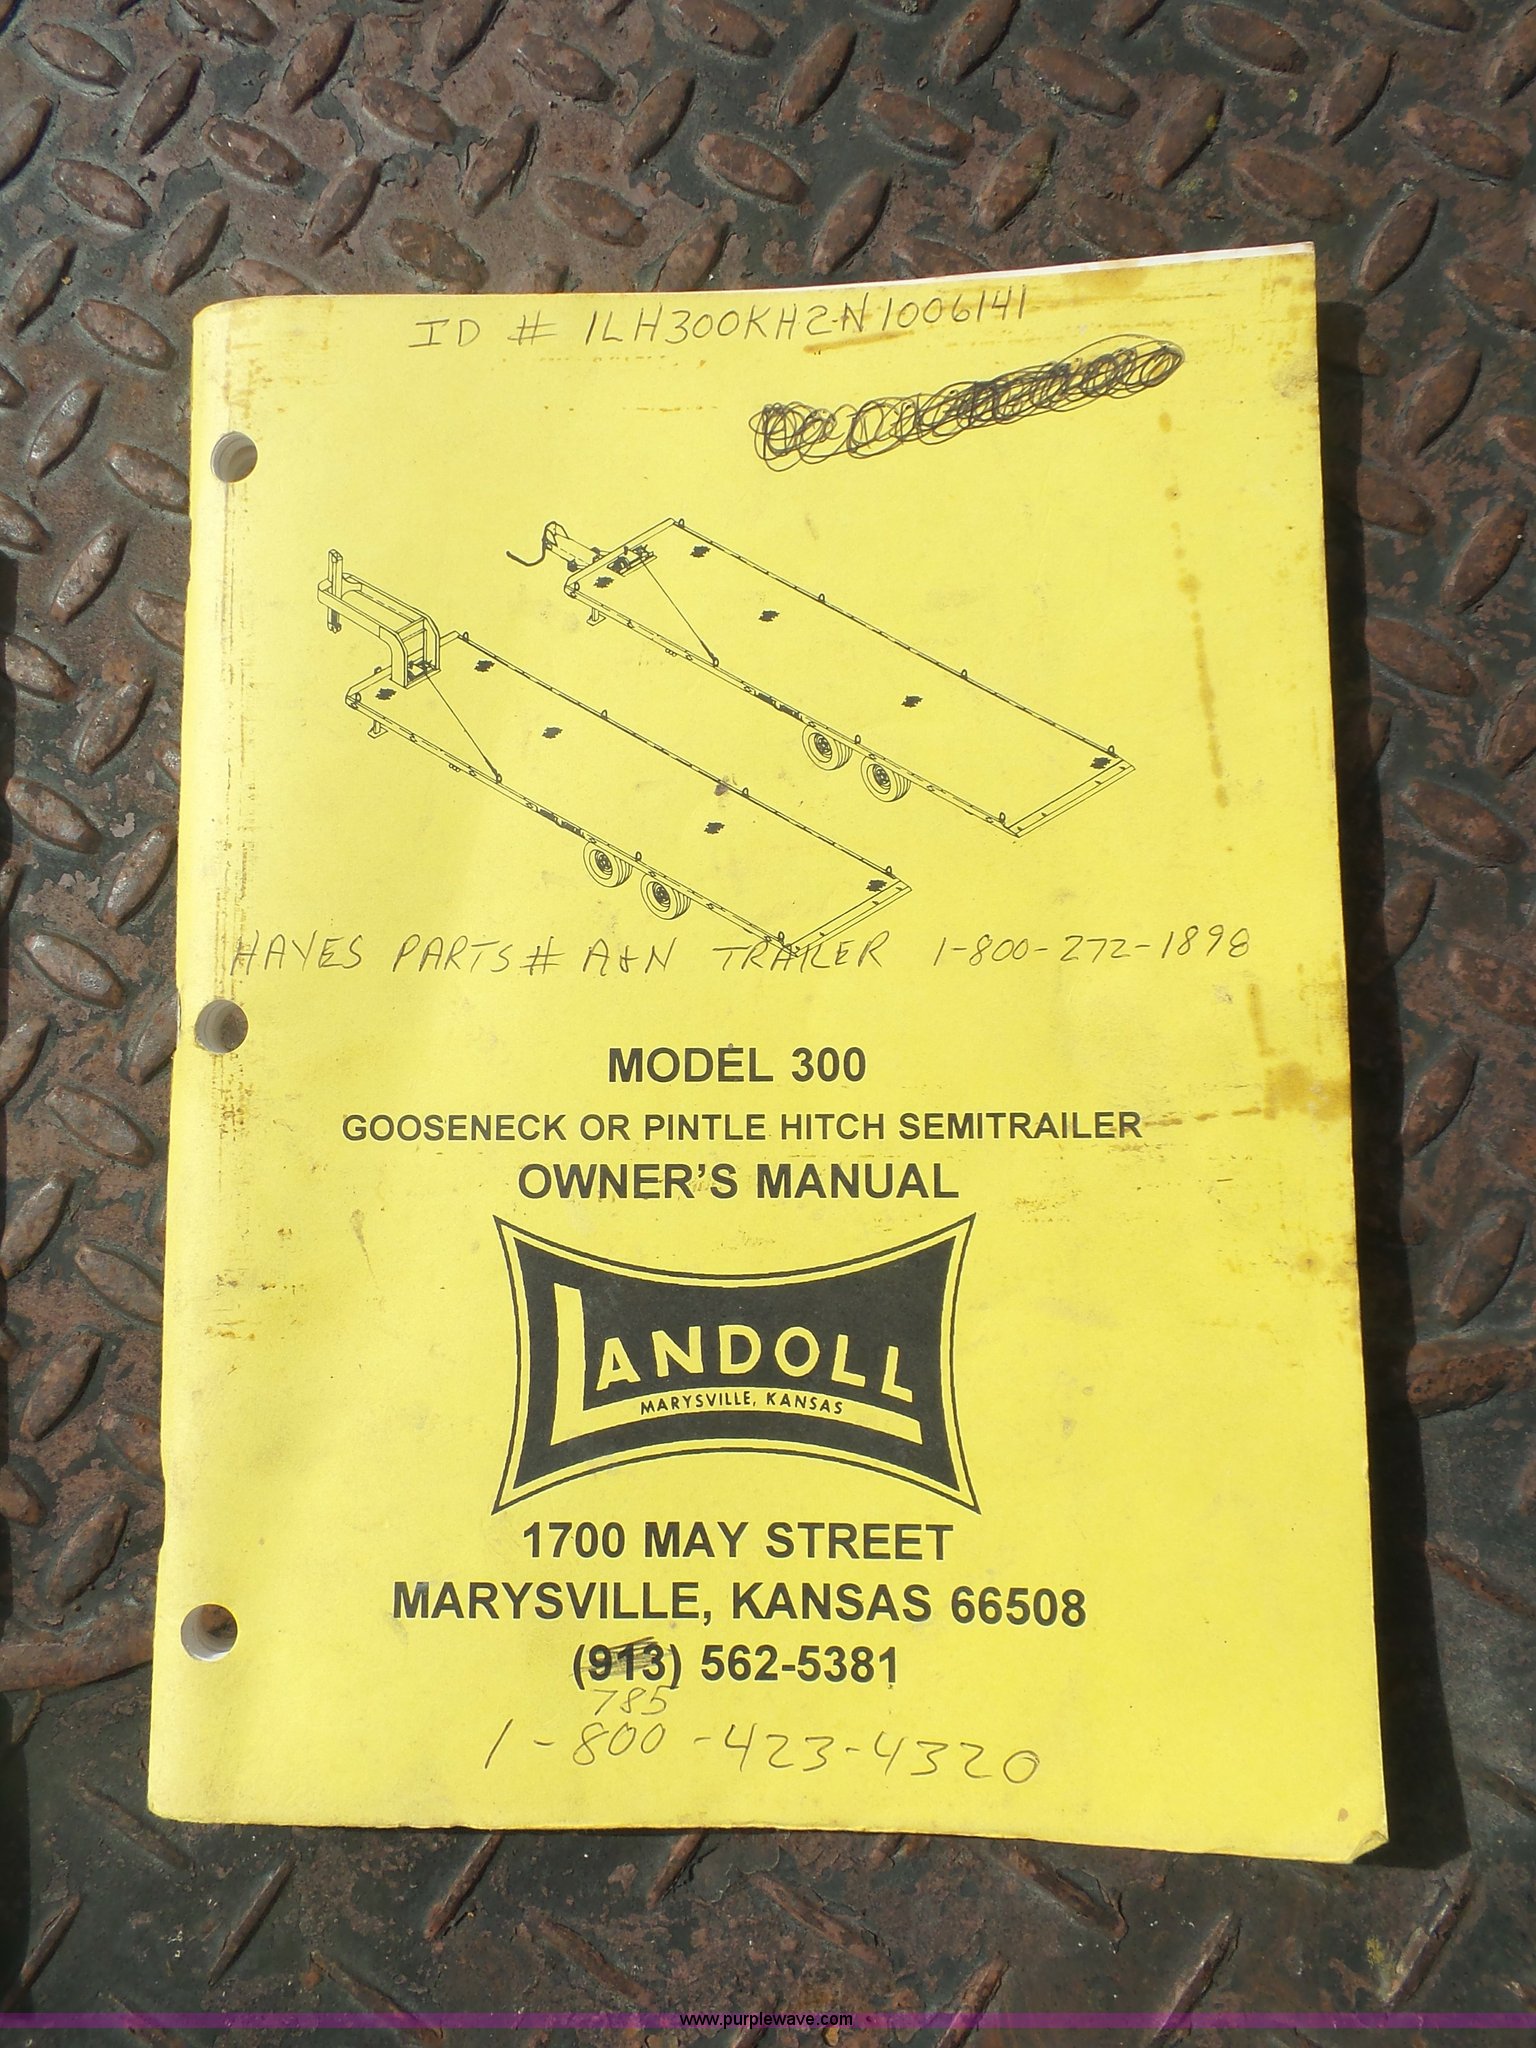 ID # 1LH300KH2N1006141
HAYES PARTS # A&N TRAILER 1-800-272-1898
MODEL 300
GOOSENECK OR PINTLE HITCH SEMITRAILER
OWNER'S MANUAL
LANDOLL
MARYSVILLE, KANSAS
1700 MAY STREET
MARYSVILLE, KANSAS 66508
(913) 562-5381
785
1-800-423-4320
www.purplewave.com